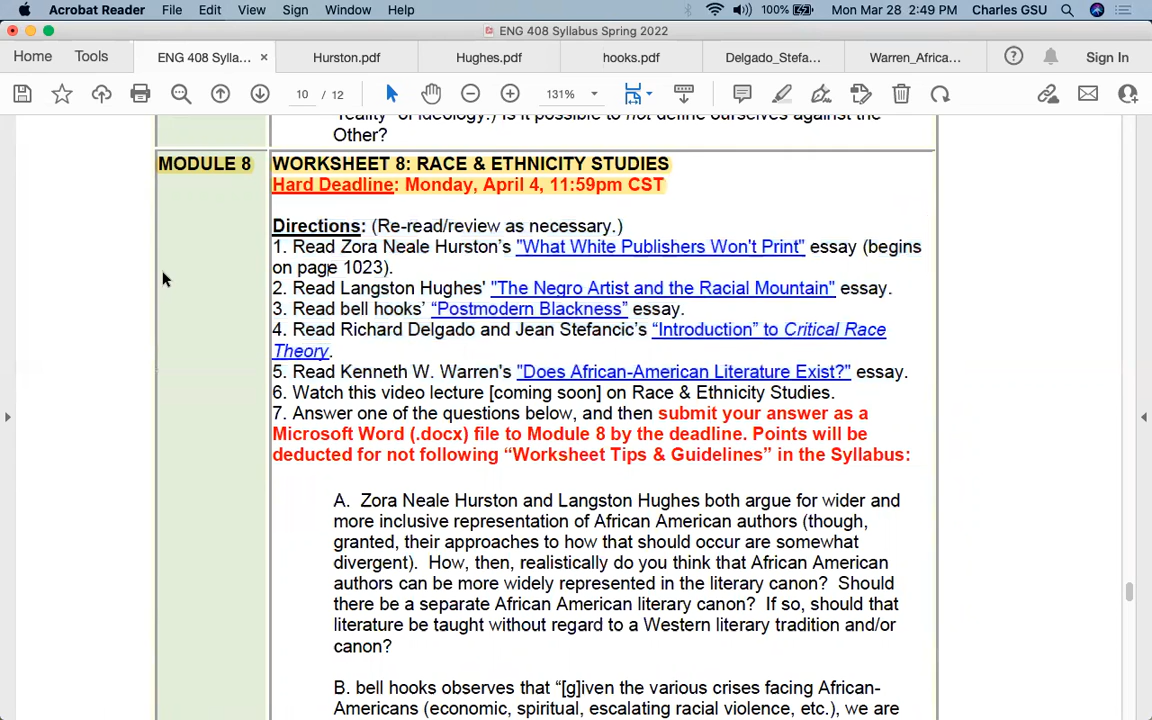 Acrobat Reader File Edit View Sign Window Help 100% Mon Mar 28 2:49 PM Charles GSU
ENG 408 Syllabus Spring 2022
Home Tools ENG 408 Sylla... × Hurston.pdf Hughes.pdf hooks.pdf Delgado_Stefa... Warren_Africa... Sign In
10 / 12 131%
"reality" of ideology.) Is it possible to not define ourselves against the
Other?
MODULE 8 WORKSHEET 8: RACE & ETHNICITY STUDIES
Hard Deadline: Monday, April 4, 11:59pm CST
Directions: (Re-read/review as necessary.)
1. Read Zora Neale Hurston’s "What White Publishers Won't Print" essay (begins
on page 1023).
2. Read Langston Hughes' "The Negro Artist and the Racial Mountain" essay.
3. Read bell hooks’ “Postmodern Blackness” essay.
4. Read Richard Delgado and Jean Stefancic’s “Introduction” to Critical Race
Theory.
5. Read Kenneth W. Warren's "Does African-American Literature Exist?" essay.
6. Watch this video lecture [coming soon] on Race & Ethnicity Studies.
7. Answer one of the questions below, and then submit your answer as a
Microsoft Word (.docx) file to Module 8 by the deadline. Points will be
deducted for not following “Worksheet Tips & Guidelines” in the Syllabus:
A. Zora Neale Hurston and Langston Hughes both argue for wider and
more inclusive representation of African American authors (though,
granted, their approaches to how that should occur are somewhat
divergent). How, then, realistically do you think that African American
authors can be more widely represented in the literary canon? Should
there be a separate African American literary canon? If so, should that
literature be taught without regard to a Western literary tradition and/or
canon?
B. bell hooks observes that “[g]iven the various crises facing African-
Americans (economic, spiritual, escalating racial violence, etc.), we are